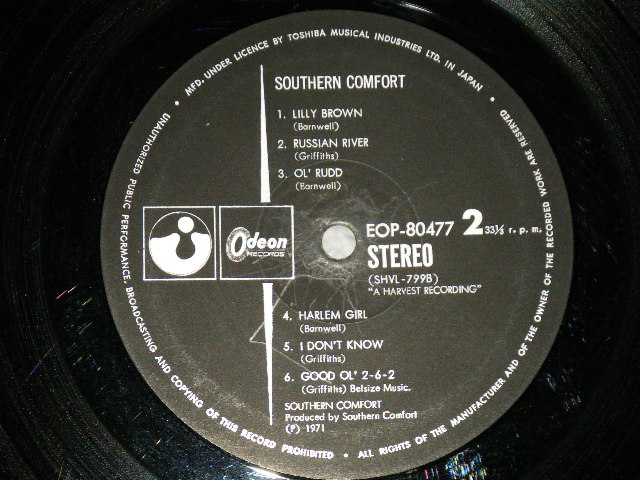 MFD. UNDER LICENCE BY TOSHIBA MUSICAL INDUSTRIES LTD. IN JAPAN •
SOUTHERN COMFORT
1. LILLY BROWN
(Barnwell)
2. RUSSIAN RIVER
(Griffiths)
3. OL' RUDD
(Barnwell)
Odeon
RECORDS
EOP-80477 2 33⅓ r. p. m.
STEREO
(SHVL-799B)
"A HARVEST RECORDING"
4. HARLEM GIRL
(Barnwell)
5. I DON'T KNOW
(Griffiths)
6. GOOD OL' 2-6-2
(Griffiths) Belsize Music.
SOUTHERN COMFORT
Produced by Southern Comfort
(P) 1971
• ALL RIGHTS OF THE MANUFACTURER AND OF THE OWNER OF THE RECORDED WORK ARE RESERVED •
UNAUTHORIZED PUBLIC PERFORMANCE, BROADCASTING AND COPYING OF THIS RECORD PROHIBITED